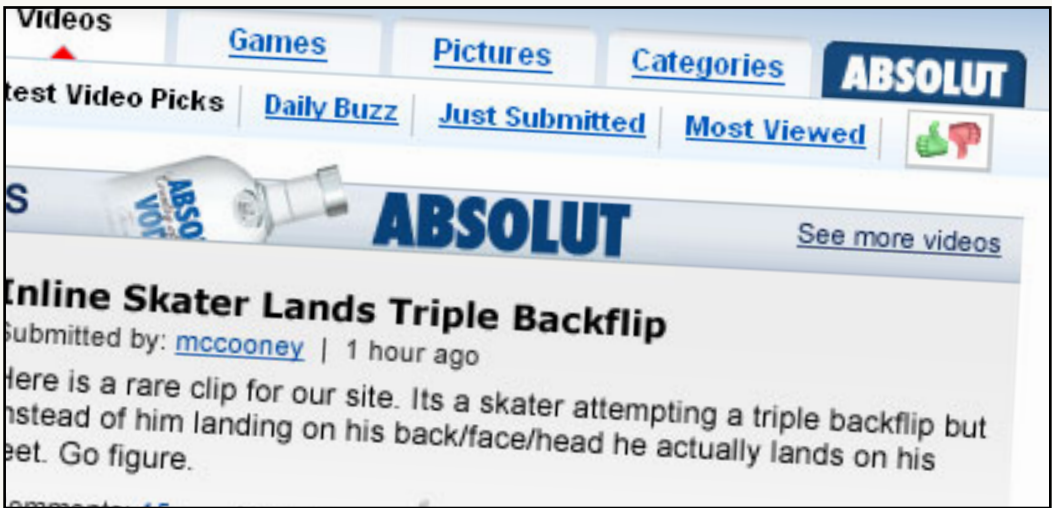 Videos
Games Pictures Categories ABSOLUT
test Video Picks Daily Buzz Just Submitted Most Viewed
S ABSO VO ABSOLUT See more videos
Inline Skater Lands Triple Backflip
Submitted by: mccooney | 1 hour ago
Here is a rare clip for our site. Its a skater attempting a triple backflip but
nstead of him landing on his back/face/head he actually lands on his
eet. Go figure.